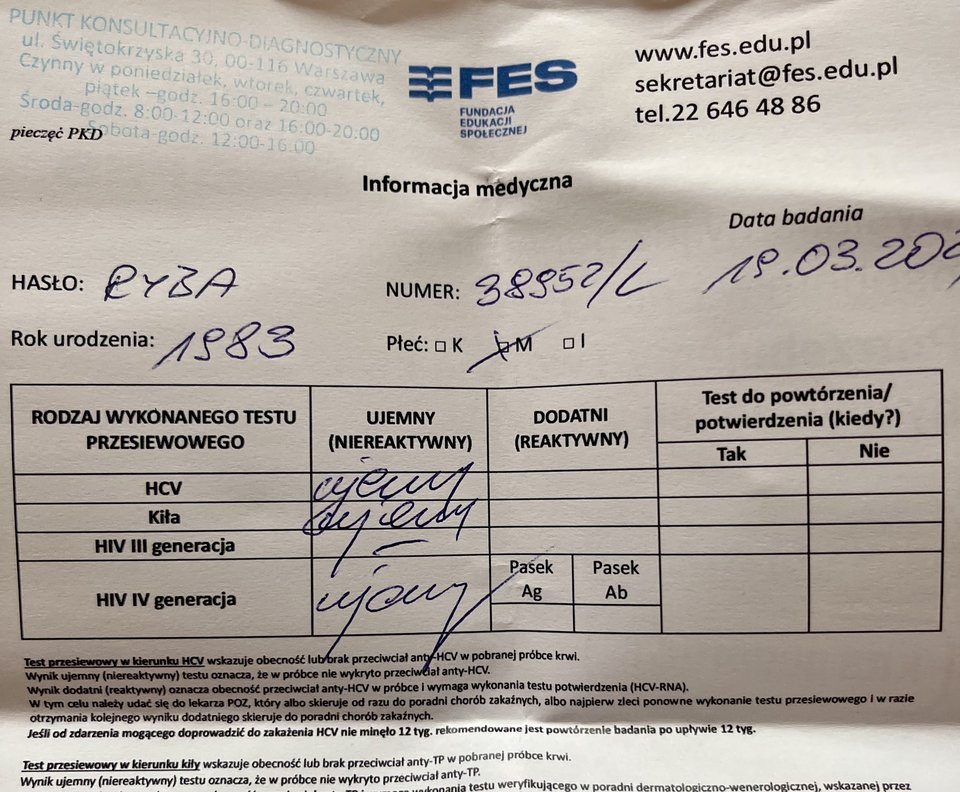 PUNKT KONSULTACYJNO-DIAGNOSTYCZNY
ul. Świętokrzyska 30, 00-116 Warszawa
Czynny w poniedziałek, wtorek, czwartek,
piątek –godz. 16:00 – 20:00
Środa-godz. 8:00-12:00 oraz 16:00-20.00
Sobota-godz. 12:00-16.00
pieczęć PKD
FES
FUNDACJA
EDUKACJI
SPOŁECZNEJ
www.fes.edu.pl
sekretariat@fes.edu.pl
tel.22 646 48 86
Informacja medyczna
Data badania
19.03.202
HASŁO: RYBA
NUMER: 38952/L
Rok urodzenia: 1983
Płeć: K M I
RODZAJ WYKONANEGO TESTU PRZESIEWOWEGO
UJEMNY (NIEREAKTYWNY)
DODATNI (REAKTYWNY)
Test do powtórzenia/ potwierdzenia (kiedy?)
Tak Nie
HCV ujemny
Kiła ujemny
HIV III generacja –
HIV IV generacja ujemny
Pasek Ag
Pasek Ab
Test przesiewowy w kierunku HCV wskazuje obecność lub brak przeciwciał anty-HCV w pobranej próbce krwi.
Wynik ujemny (niereaktywny) testu oznacza, że w próbce nie wykryto przeciwciał anty-HCV.
Wynik dodatni (reaktywny) oznacza obecność przeciwciał anty-HCV w próbce i wymaga wykonania testu potwierdzenia (HCV-RNA).
W tym celu należy udać się do lekarza POZ, który albo skieruje od razu do poradni chorób zakaźnych, albo najpierw zleci ponowne wykonanie testu przesiewowego i w razie
otrzymania kolejnego wyniku dodatniego skieruje do poradni chorób zakaźnych.
Jeśli od zdarzenia mogącego doprowadzić do zakażenia HCV nie minęło 12 tyg. rekomendowane jest powtórzenie badania po upływie 12 tyg.
Test przesiewowy w kierunku kiły wskazuje obecność lub brak przeciwciał anty-TP w pobranej próbce krwi.
Wynik ujemny (niereaktywny) testu oznacza, że w próbce nie wykryto przeciwciał anty-TP.
wykonania testu weryfikującego w poradni dermatologiczno-wenerologicznej, wskazanej przez